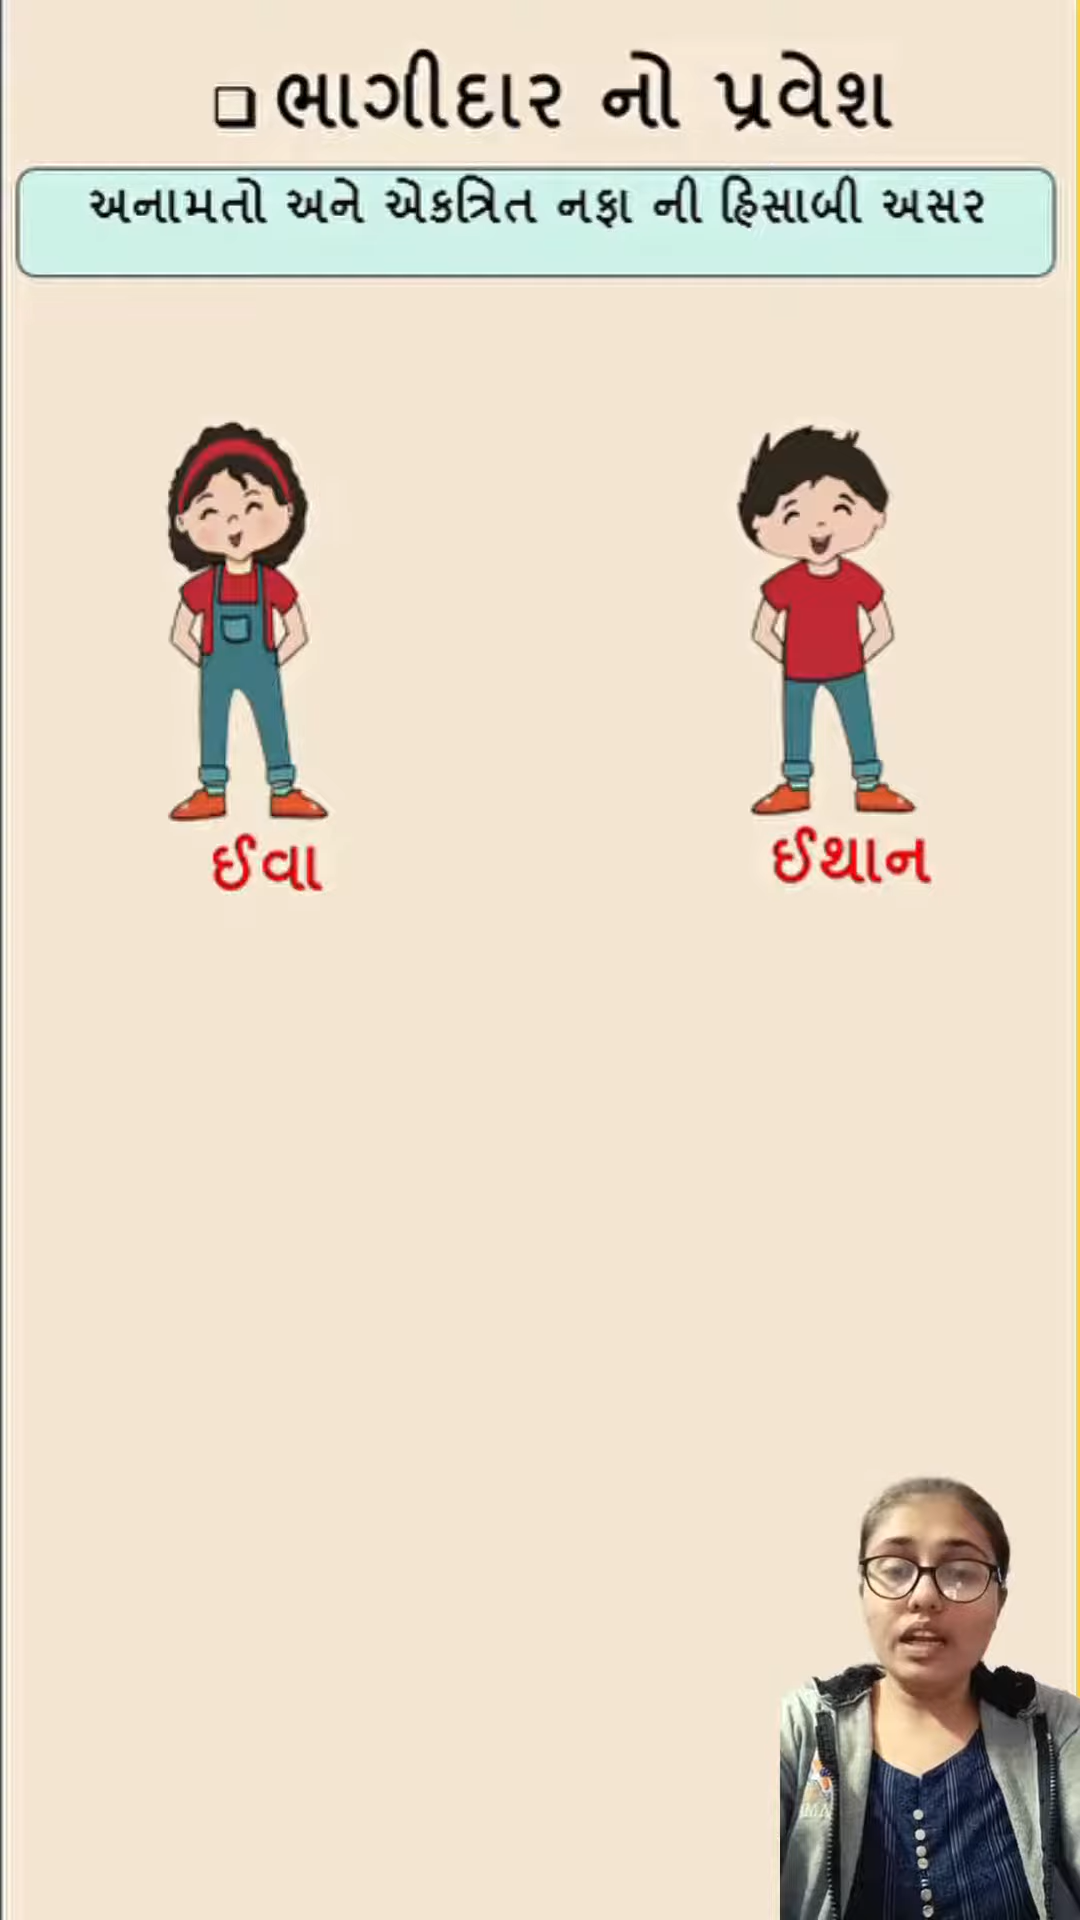 ❑ ભાગીદાર નો પ્રવેશ
અનામતો અને એકત્રિત નફા ની હિસાબી અસર
ઈવા
ઈથાન